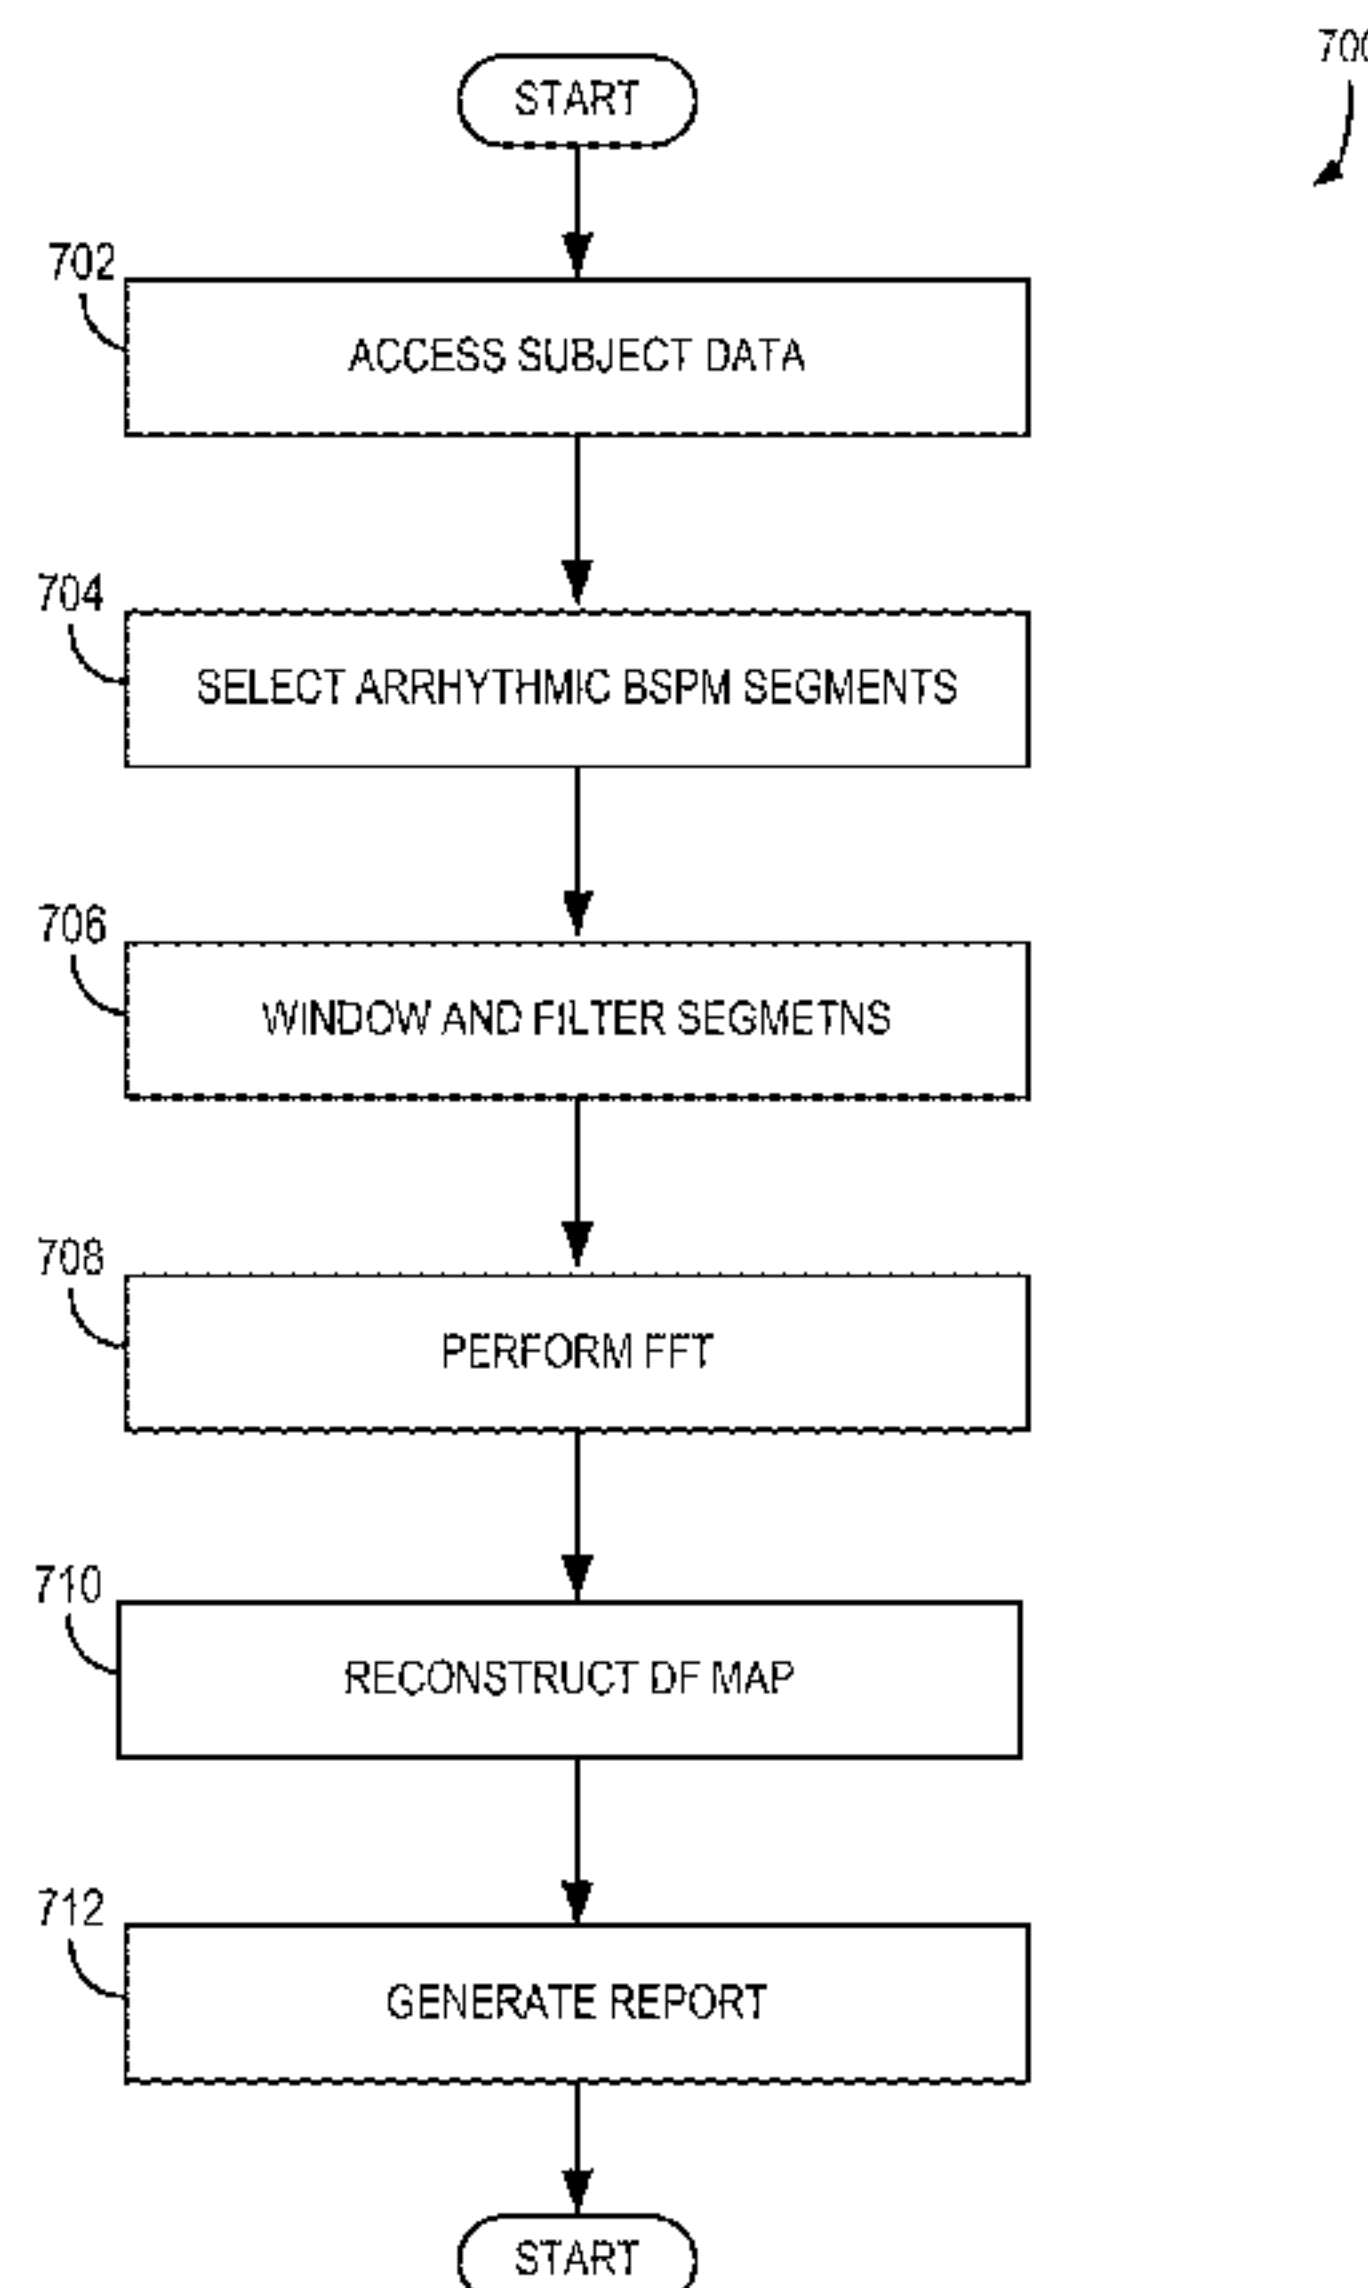 START
700
702
ACCESS SUBJECT DATA
704
SELECT ARRHYTHMIC BSPM SEGMENTS
706
WINDOW AND FILTER SEGMETNS
708
PERFORM FFT
710
RECONSTRUCT DF MAP
712
GENERATE REPORT
START